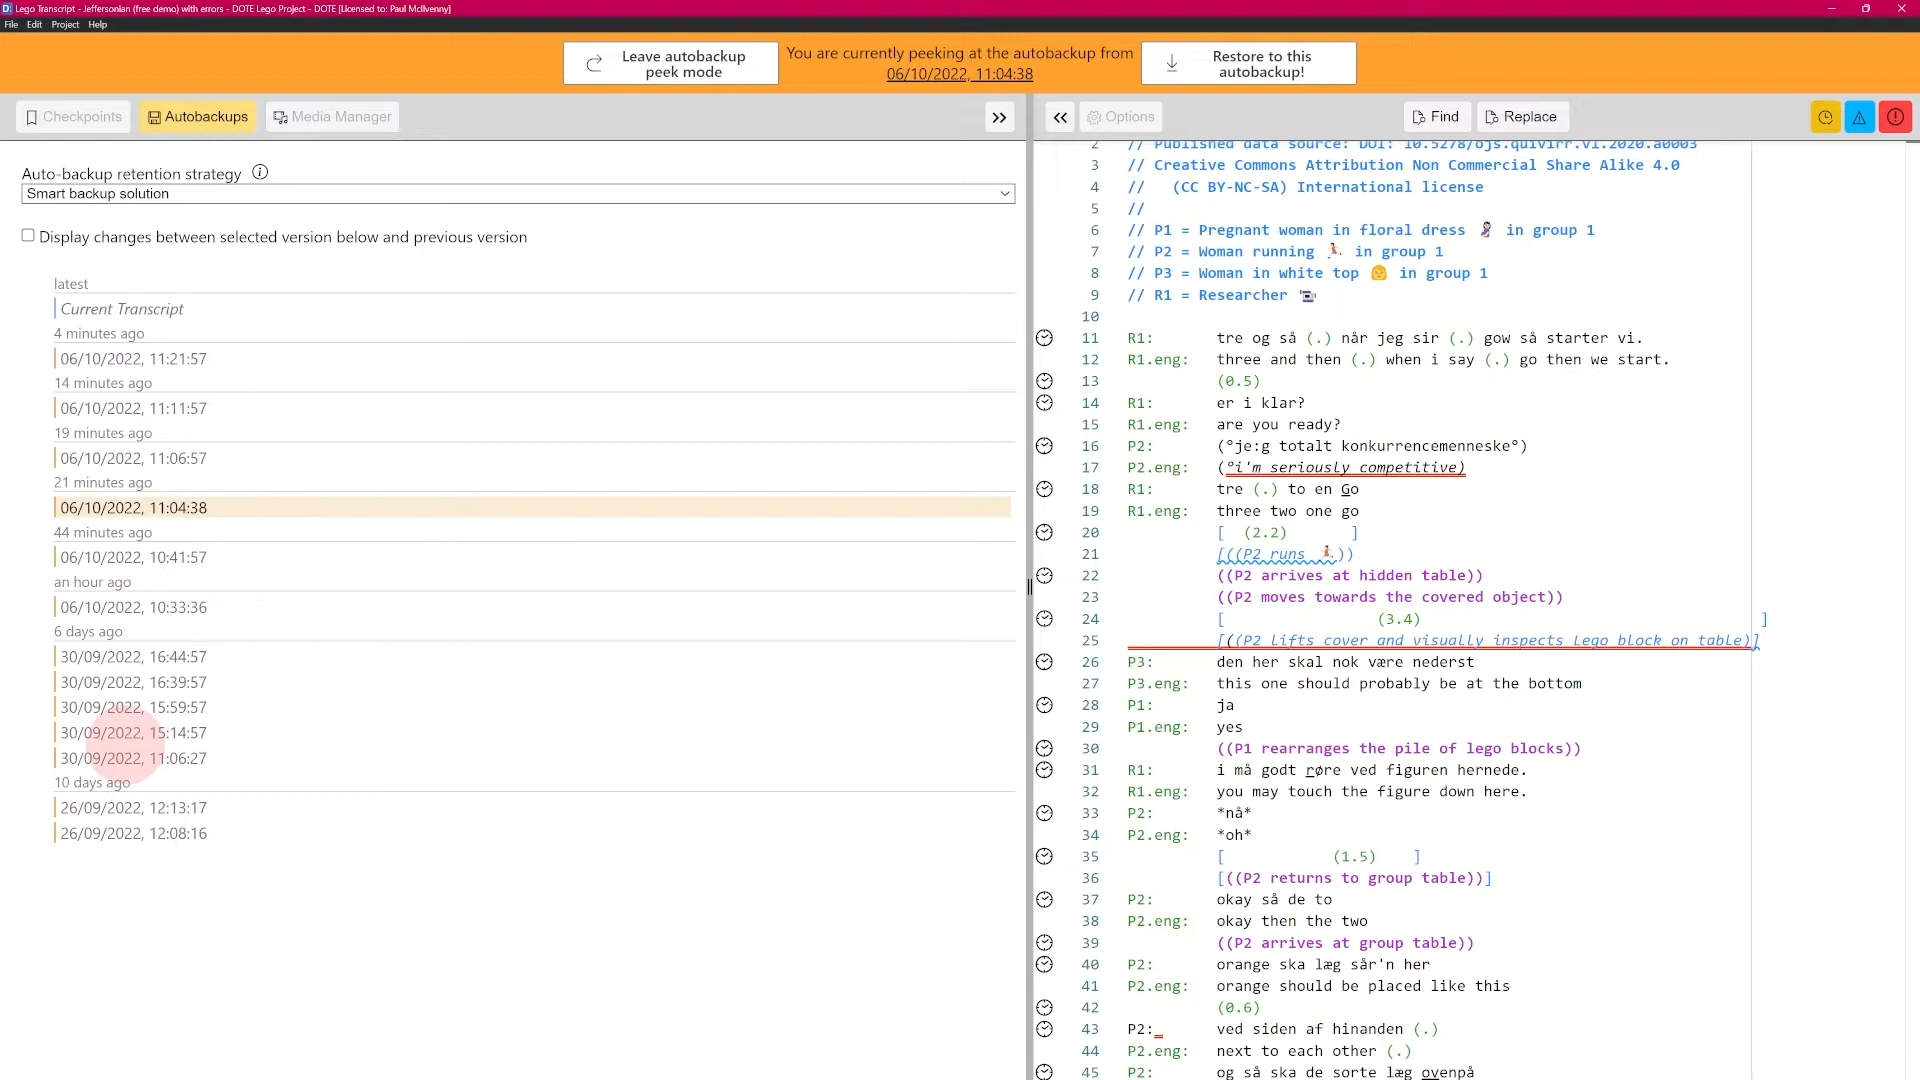 Lego Transcript - Jeffersonian (free demo) with errors - DOTE Lego Project - DOTE [Licensed to: Paul McIlvenny]
File Edit Project Help
Leave autobackup peek mode
You are currently peeking at the autobackup from
06/10/2022, 11:04:38
Restore to this autobackup!
Checkpoints Autobackups Media Manager
Options Find Replace
Auto-backup retention strategy
Smart backup solution
Display changes between selected version below and previous version
latest
Current Transcript
4 minutes ago
06/10/2022, 11:21:57
14 minutes ago
06/10/2022, 11:11:57
19 minutes ago
06/10/2022, 11:06:57
21 minutes ago
06/10/2022, 11:04:38
44 minutes ago
06/10/2022, 10:41:57
an hour ago
06/10/2022, 10:33:36
6 days ago
30/09/2022, 16:44:57
30/09/2022, 16:39:57
30/09/2022, 15:59:57
30/09/2022, 15:14:57
30/09/2022, 11:06:27
10 days ago
26/09/2022, 12:13:17
26/09/2022, 12:08:16
2 // Published data source: DOI: 10.5278/ojs.quivirr.v1.2020.a0003
3 // Creative Commons Attribution Non Commercial Share Alike 4.0
4 // (CC BY-NC-SA) International license
5 //
6 // P1 = Pregnant woman in floral dress 🤰 in group 1
7 // P2 = Woman running 🏃 in group 1
8 // P3 = Woman in white top 👩 in group 1
9 // R1 = Researcher 📹
10
11 R1: tre og så (.) når jeg sir (.) gow så starter vi.
12 R1.eng: three and then (.) when i say (.) go then we start.
13 (0.5)
14 R1: er i klar?
15 R1.eng: are you ready?
16 P2: (°je:g totalt konkurrencemenneske°)
17 P2.eng: (°i'm seriously competitive)
18 R1: tre (.) to en Go
19 R1.eng: three two one go
20 [ (2.2) ]
21 [((P2 runs 🏃))
22 ((P2 arrives at hidden table))
23 ((P2 moves towards the covered object))
24 [ (3.4) ]
25 [((P2 lifts cover and visually inspects Lego block on table)]
26 P3: den her skal nok være nederst
27 P3.eng: this one should probably be at the bottom
28 P1: ja
29 P1.eng: yes
30 ((P1 rearranges the pile of lego blocks))
31 R1: i må godt røre ved figuren hernede.
32 R1.eng: you may touch the figure down here.
33 P2: *nå*
34 P2.eng: *oh*
35 [ (1.5) ]
36 [((P2 returns to group table))]
37 P2: okay så de to
38 P2.eng: okay then the two
39 ((P2 arrives at group table))
40 P2: orange ska læg sår'n her
41 P2.eng: orange should be placed like this
42 (0.6)
43 P2: ved siden af hinanden (.)
44 P2.eng: next to each other (.)
45 P2: og så ska de sorte læg ovenpå